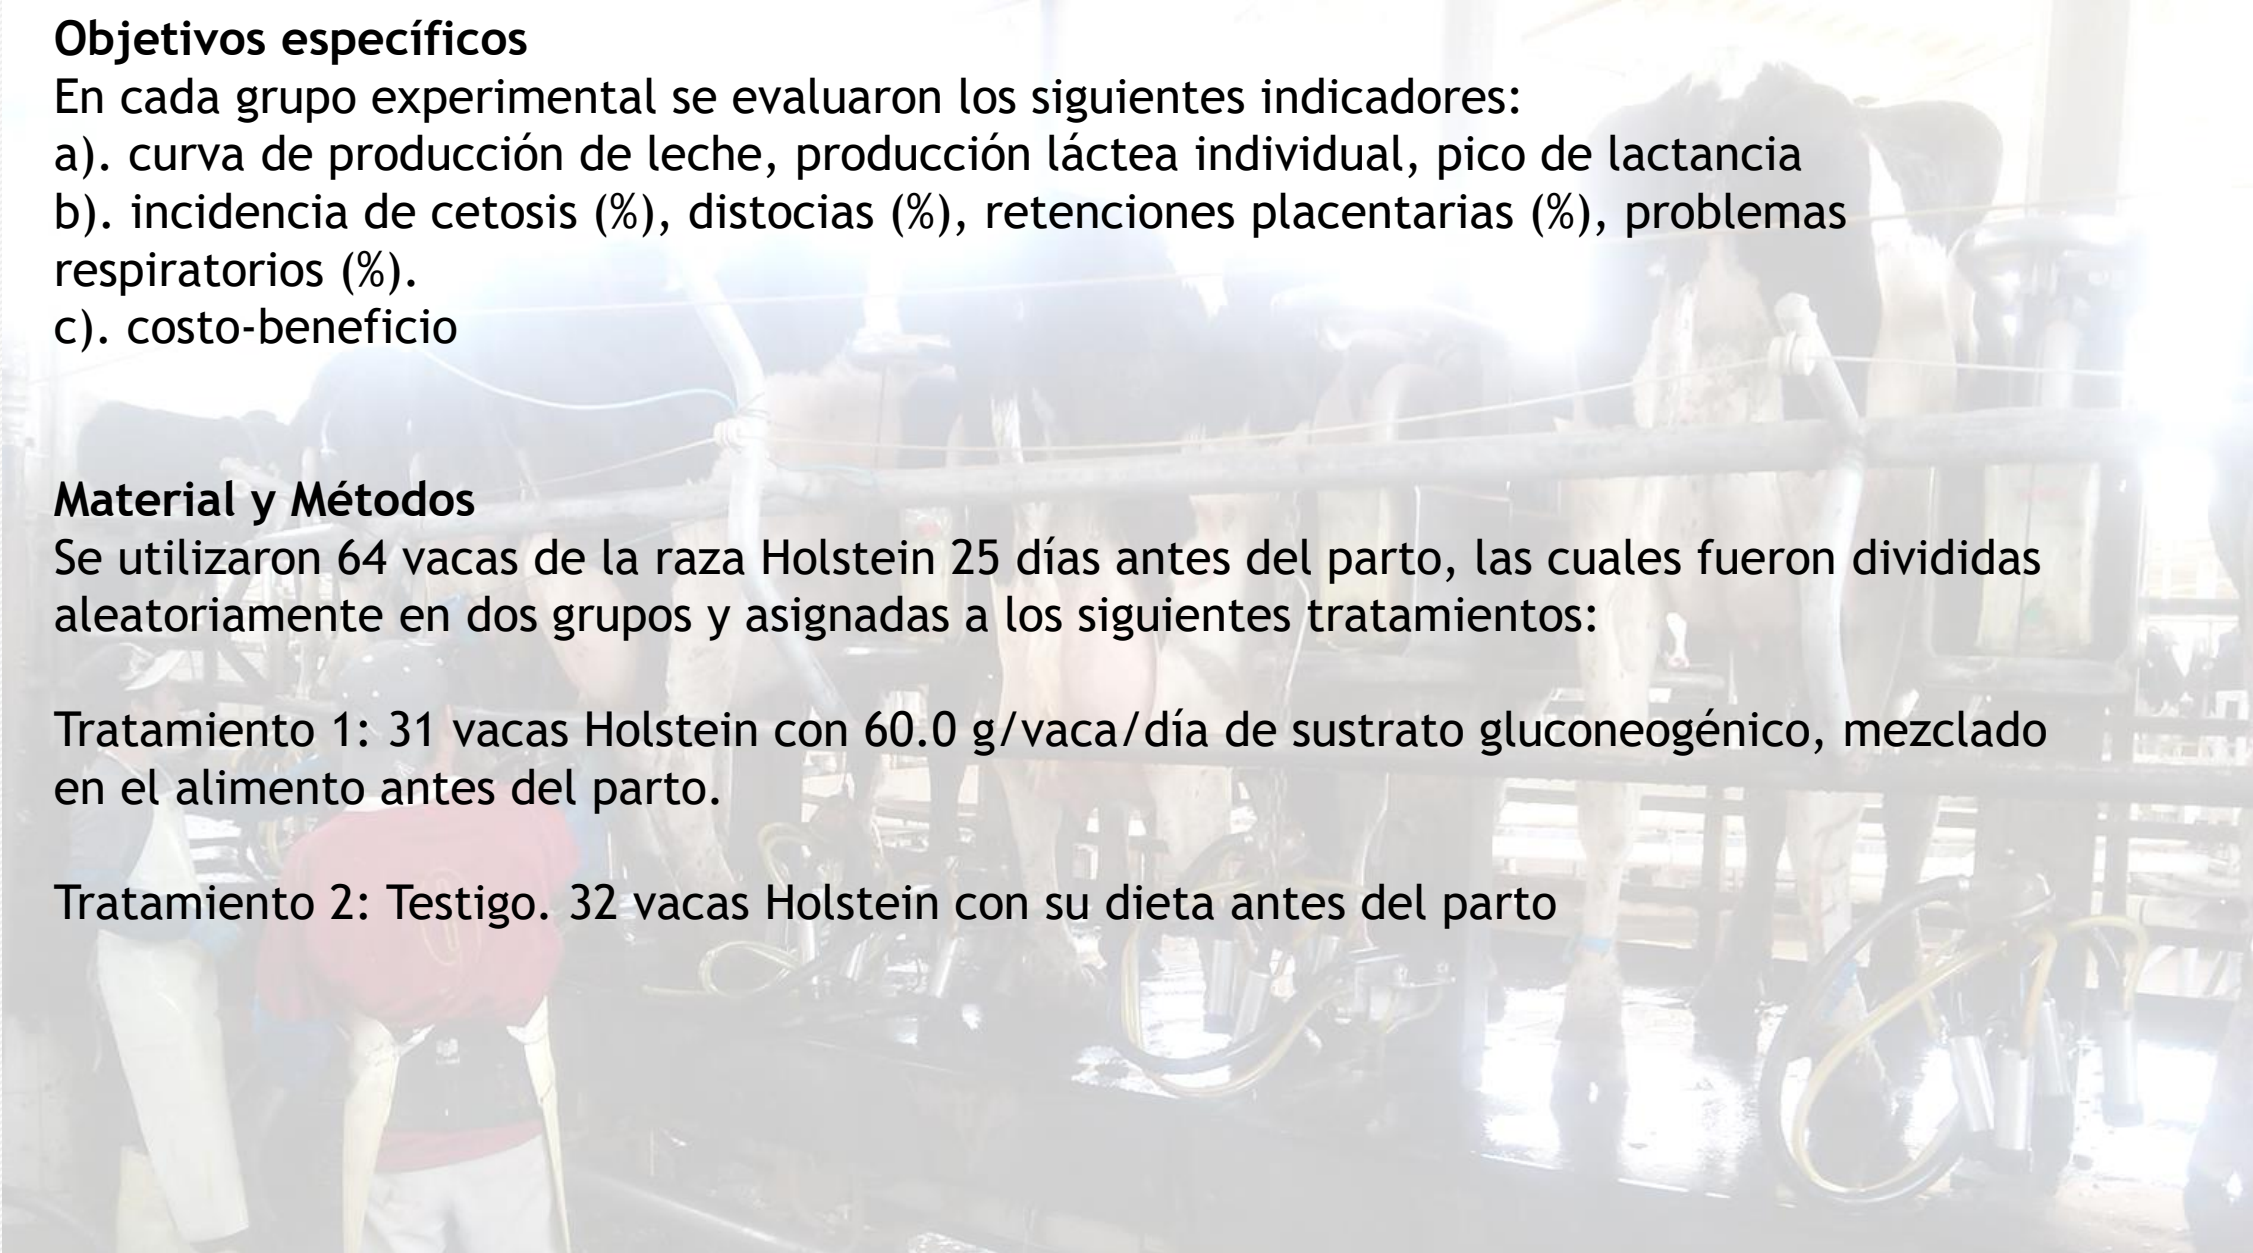 Objetivos específicos
En cada grupo experimental se evaluaron los siguientes indicadores:
a). curva de producción de leche, producción láctea individual, pico de lactancia
b). incidencia de cetosis (%), distocias (%), retenciones placentarias (%), problemas
respiratorios (%).
c). costo-beneficio
Material y Métodos
Se utilizaron 64 vacas de la raza Holstein 25 días antes del parto, las cuales fueron divididas
aleatoriamente en dos grupos y asignadas a los siguientes tratamientos:
Tratamiento 1: 31 vacas Holstein con 60.0 g/vaca/día de sustrato gluconeogénico, mezclado
en el alimento antes del parto.
Tratamiento 2: Testigo. 32 vacas Holstein con su dieta antes del parto